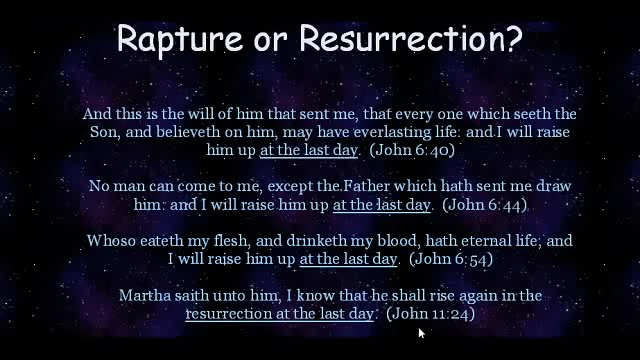 Rapture or Resurrection?
And this is the will of him that sent me, that every one which seeth the
Son, and believeth on him, may have everlasting life: and I will raise
him up at the last day. (John 6:40)
No man can come to me, except the Father which hath sent me draw
him: and I will raise him up at the last day. (John 6:44)
Whoso eateth my flesh, and drinketh my blood, hath eternal life; and
I will raise him up at the last day. (John 6:54)
Martha saith unto him, I know that he shall rise again in the
resurrection at the last day. (John 11:24)